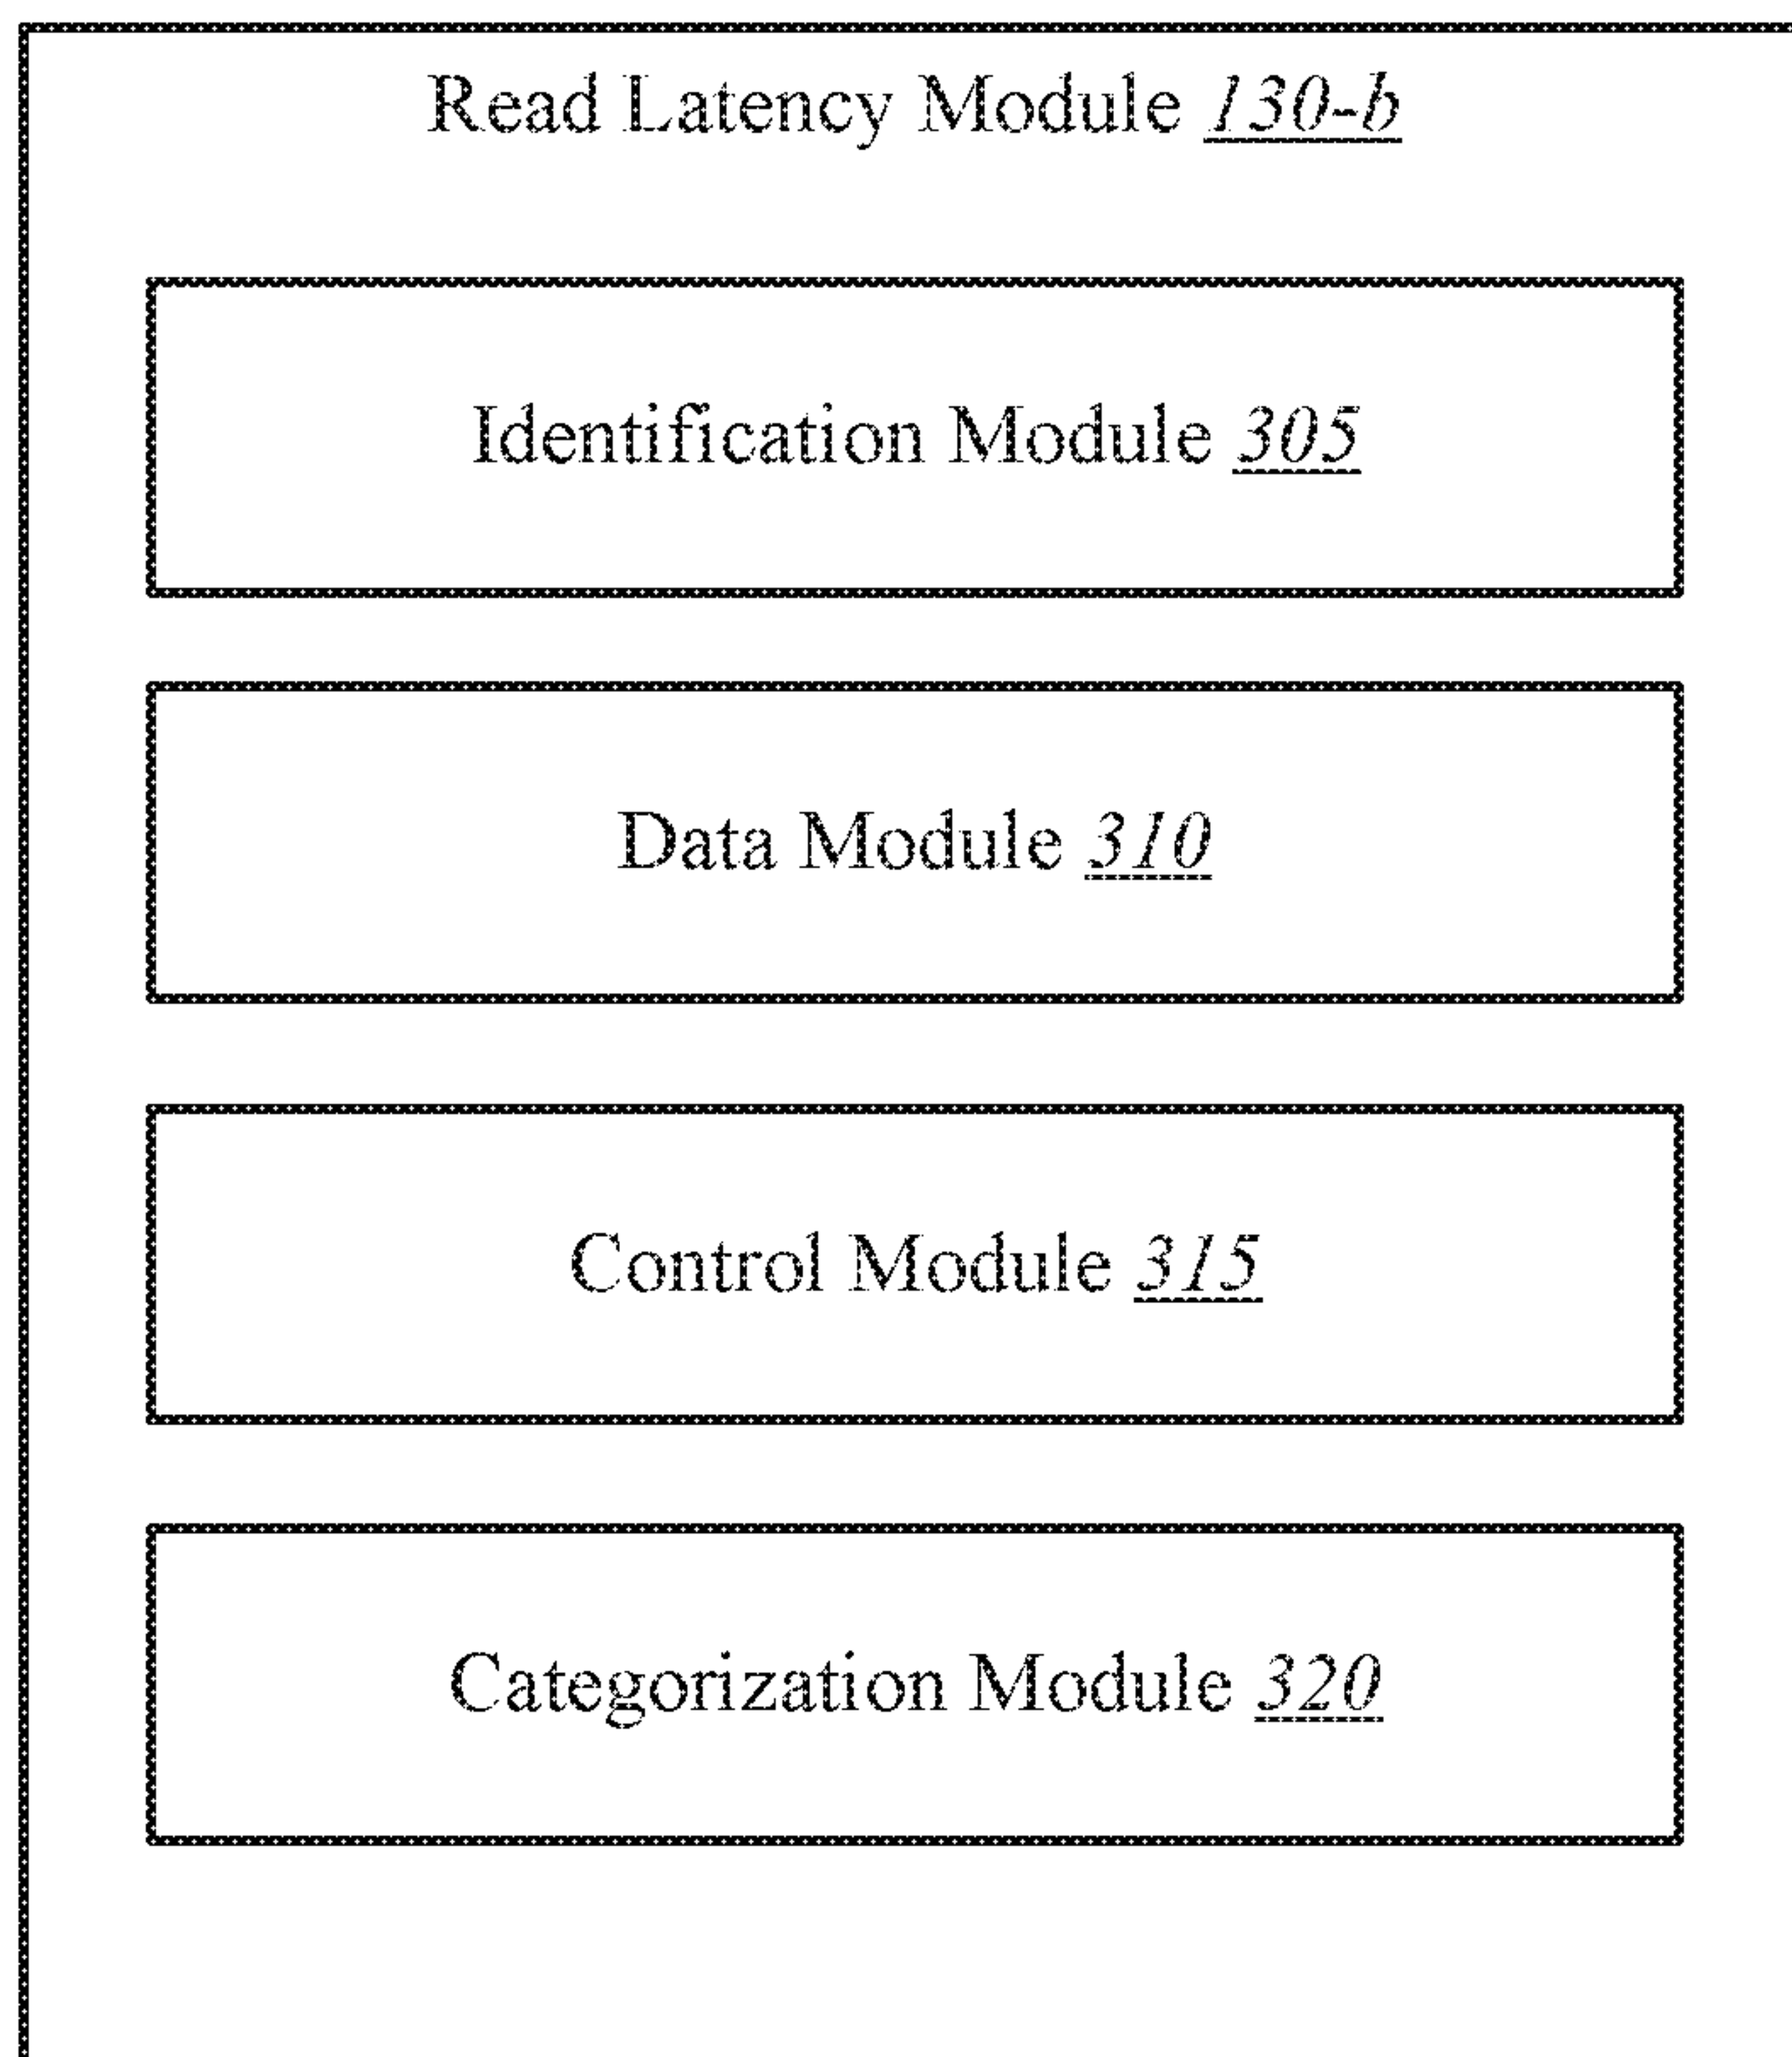 Read Latency Module 130-b
Identification Module 305
Data Module 310
Control Module 315
Categorization Module 320